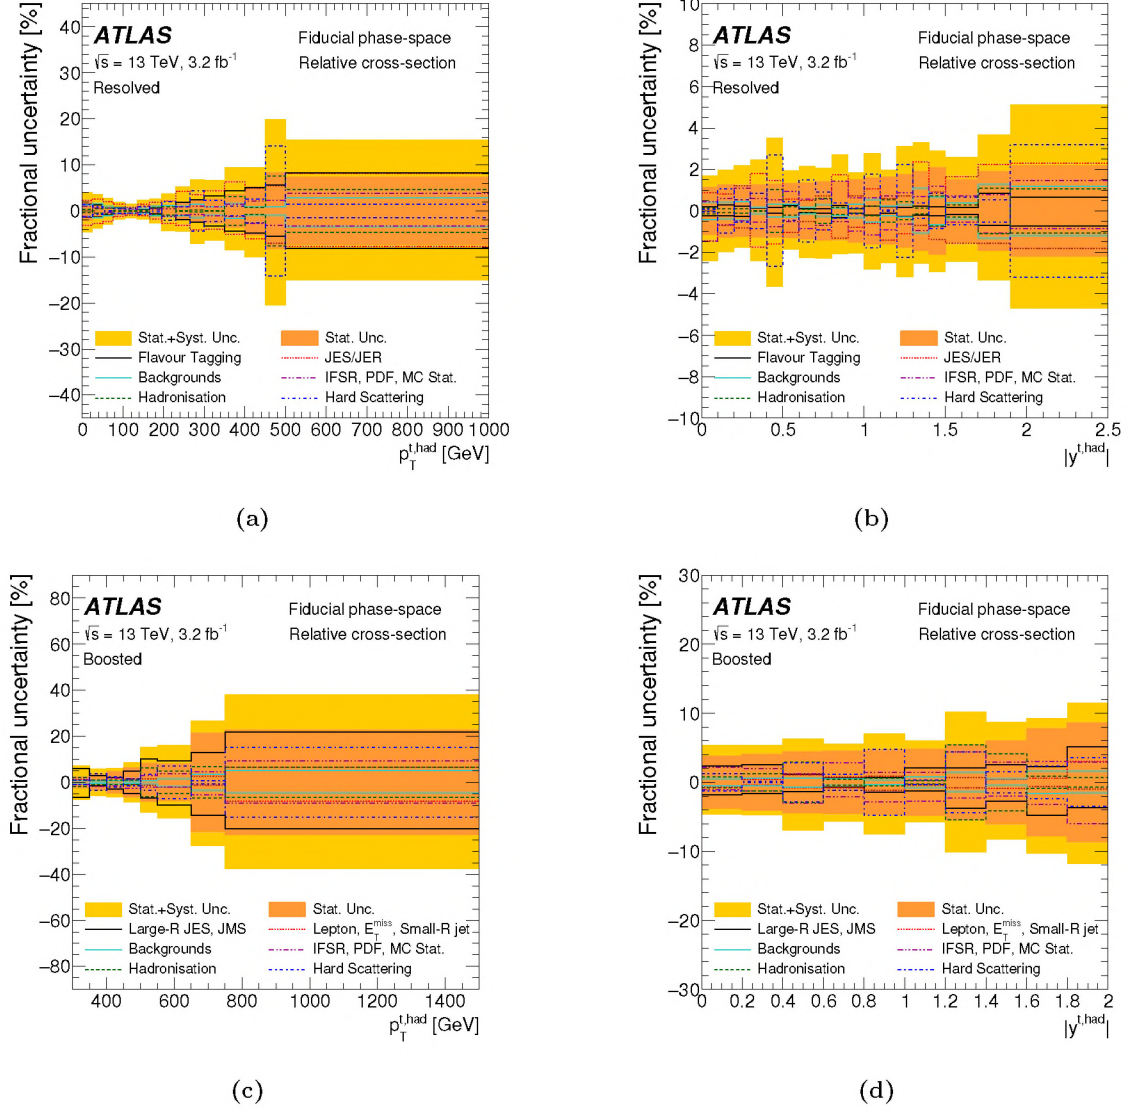 Fractional uncertainty [%]
ATLAS
Fiducial phase-space
√s = 13 TeV, 3.2 fb⁻¹
Relative cross-section
Resolved
40
30
20
10
0
−10
−20
−30
−40
Stat.+Syst. Unc.
Stat. Unc.
Flavour Tagging
JES/JER
Backgrounds
IFSR, PDF, MC Stat.
Hadronisation
Hard Scattering
0 100 200 300 400 500 600 700 800 900 1000
p_T^{t,had} [GeV]
(a)
Fractional uncertainty [%]
ATLAS
Fiducial phase-space
√s = 13 TeV, 3.2 fb⁻¹
Relative cross-section
Resolved
10
8
6
4
2
0
−2
−4
−6
−8
−10
Stat.+Syst. Unc.
Stat. Unc.
Flavour Tagging
JES/JER
Backgrounds
IFSR, PDF, MC Stat.
Hadronisation
Hard Scattering
0 0.5 1 1.5 2 2.5
|y^{t,had}|
(b)
Fractional uncertainty [%]
ATLAS
Fiducial phase-space
√s = 13 TeV, 3.2 fb⁻¹
Relative cross-section
Boosted
80
60
40
20
0
−20
−40
−60
−80
Stat.+Syst. Unc.
Stat. Unc.
Large-R JES, JMS
Lepton, E_T^{miss}, Small-R jet
Backgrounds
IFSR, PDF, MC Stat.
Hadronisation
Hard Scattering
400 600 800 1000 1200 1400
p_T^{t,had} [GeV]
(c)
Fractional uncertainty [%]
ATLAS
Fiducial phase-space
√s = 13 TeV, 3.2 fb⁻¹
Relative cross-section
Boosted
30
20
10
0
−10
−20
−30
Stat.+Syst. Unc.
Stat. Unc.
Large-R JES, JMS
Lepton, E_T^{miss}, Small-R jet
Backgrounds
IFSR, PDF, MC Stat.
Hadronisation
Hard Scattering
0 0.2 0.4 0.6 0.8 1 1.2 1.4 1.6 1.8 2
|y^{t,had}|
(d)